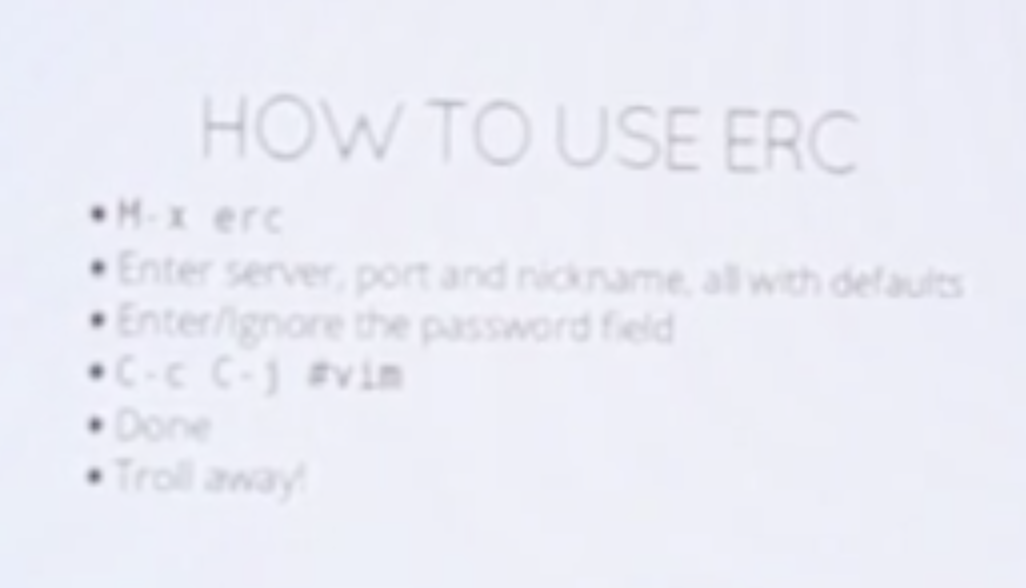 HOW TO USE ERC
• M-x erc
• Enter server, port and nickname, all with defaults
• Enter/Ignore the password field
• C-c C-j #vim
• Done
• Troll away!